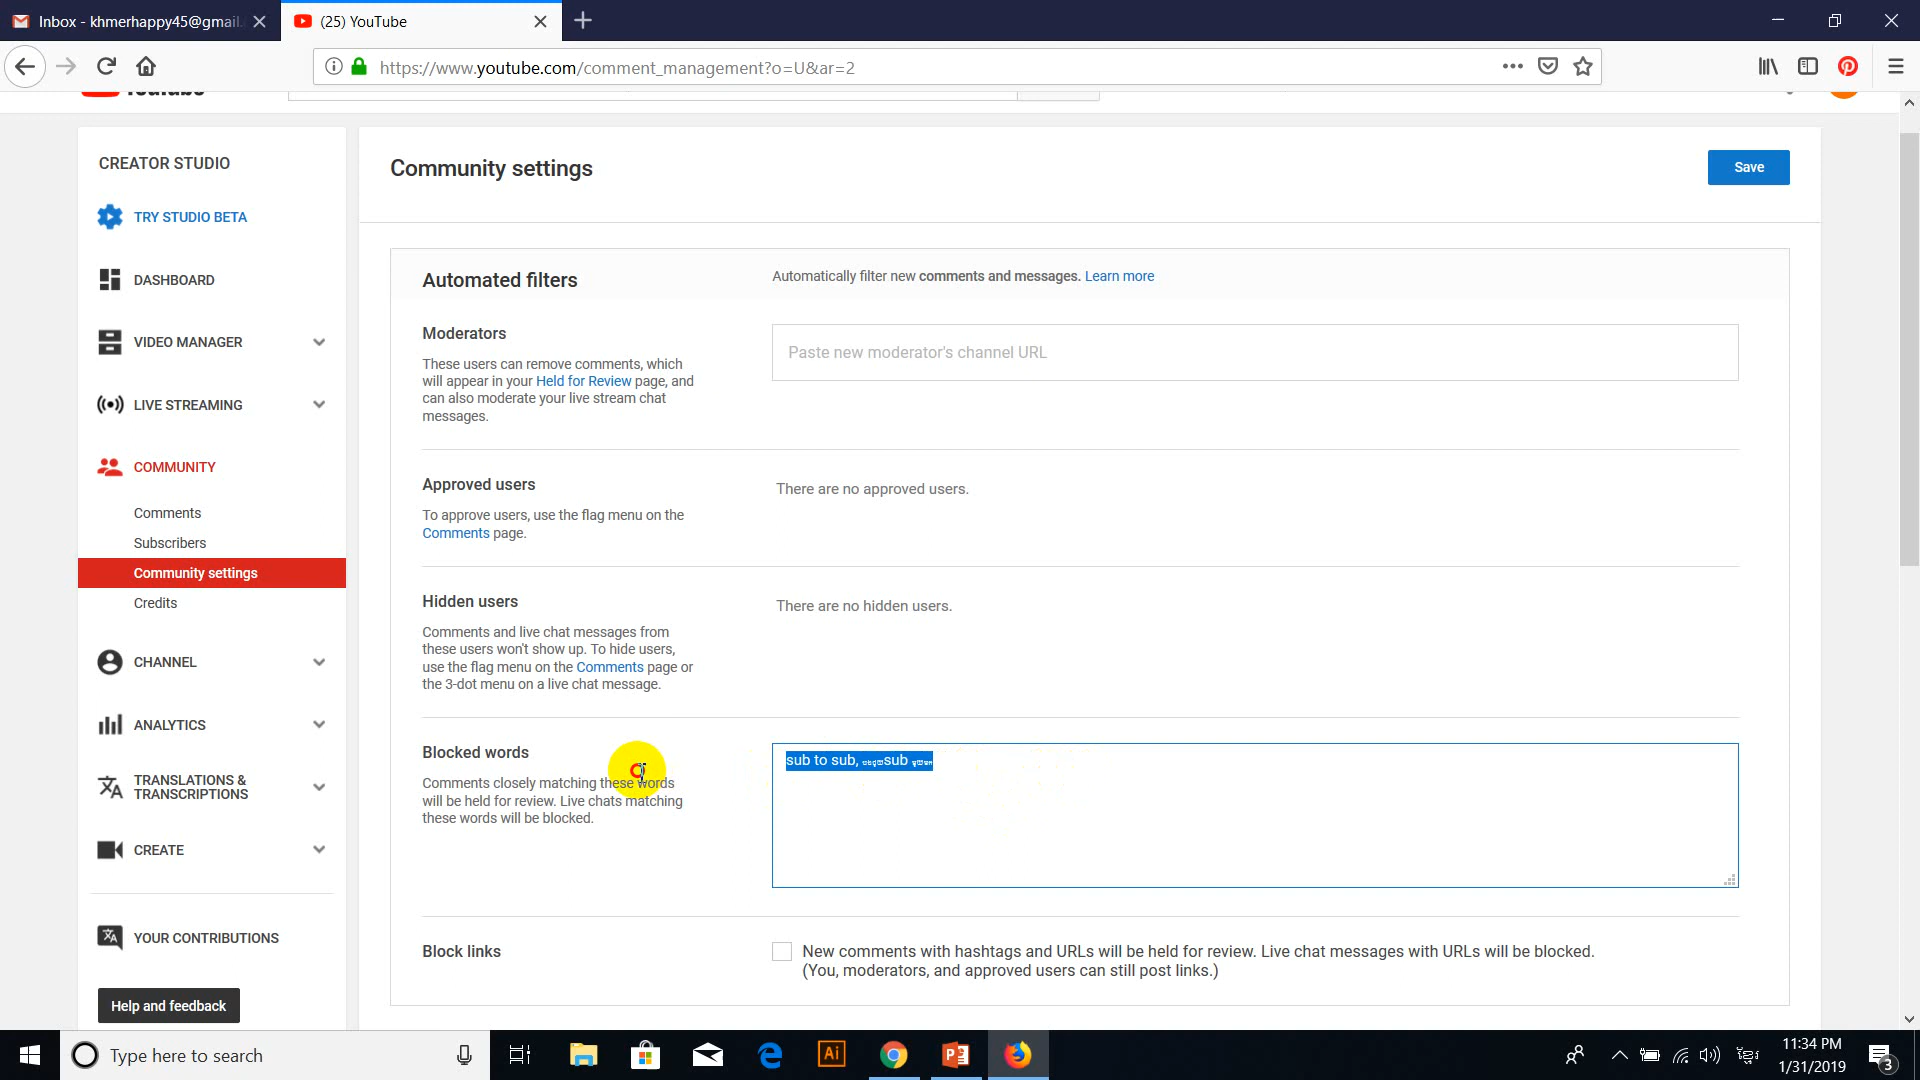 Inbox - khmerhappy45@gmail.
(25) YouTube
https://www.youtube.com/comment_management?o=U&ar=2
CREATOR STUDIO
TRY STUDIO BETA
DASHBOARD
VIDEO MANAGER
LIVE STREAMING
COMMUNITY
Comments
Subscribers
Community settings
Credits
CHANNEL
ANALYTICS
TRANSLATIONS &
TRANSCRIPTIONS
CREATE
YOUR CONTRIBUTIONS
Help and feedback
Community settings
Save
Automated filters
Automatically filter new comments and messages. Learn more
Moderators
These users can remove comments, which
will appear in your Held for Review page, and
can also moderate your live stream chat
messages.
Paste new moderator's channel URL
Approved users
To approve users, use the flag menu on the
Comments page.
There are no approved users.
Hidden users
Comments and live chat messages from
these users won't show up. To hide users,
use the flag menu on the Comments page or
the 3-dot menu on a live chat message.
There are no hidden users.
Blocked words
Comments closely matching these words
will be held for review. Live chats matching
these words will be blocked.
sub to sub, sub
Block links
New comments with hashtags and URLs will be held for review. Live chat messages with URLs will be blocked.
(You, moderators, and approved users can still post links.)
Type here to search
Ai
11:34 PM
1/31/2019
3